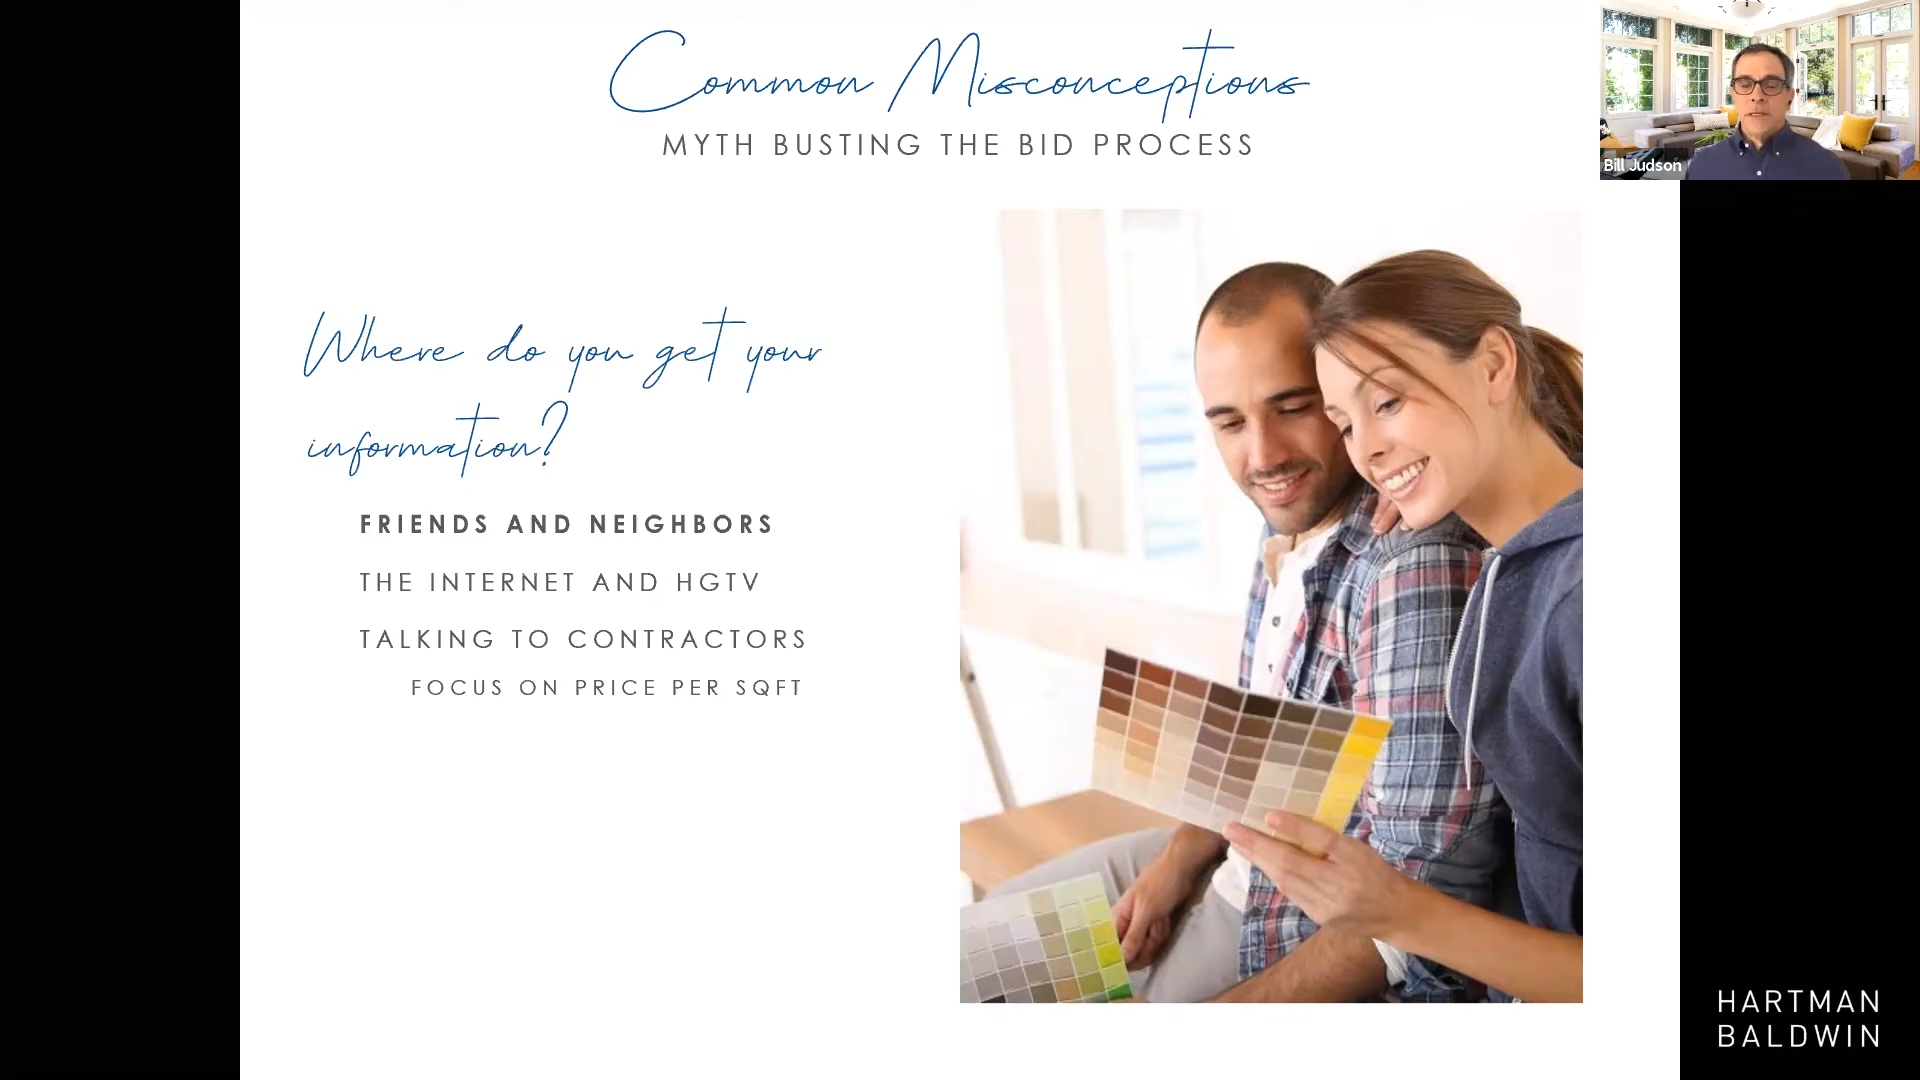 Common Misconceptions
MYTH BUSTING THE BID PROCESS
Bill Judson
Where do you get your
information?
FRIENDS AND NEIGHBORS
THE INTERNET AND HGTV
TALKING TO CONTRACTORS
FOCUS ON PRICE PER SQFT
HARTMAN
BALDWIN